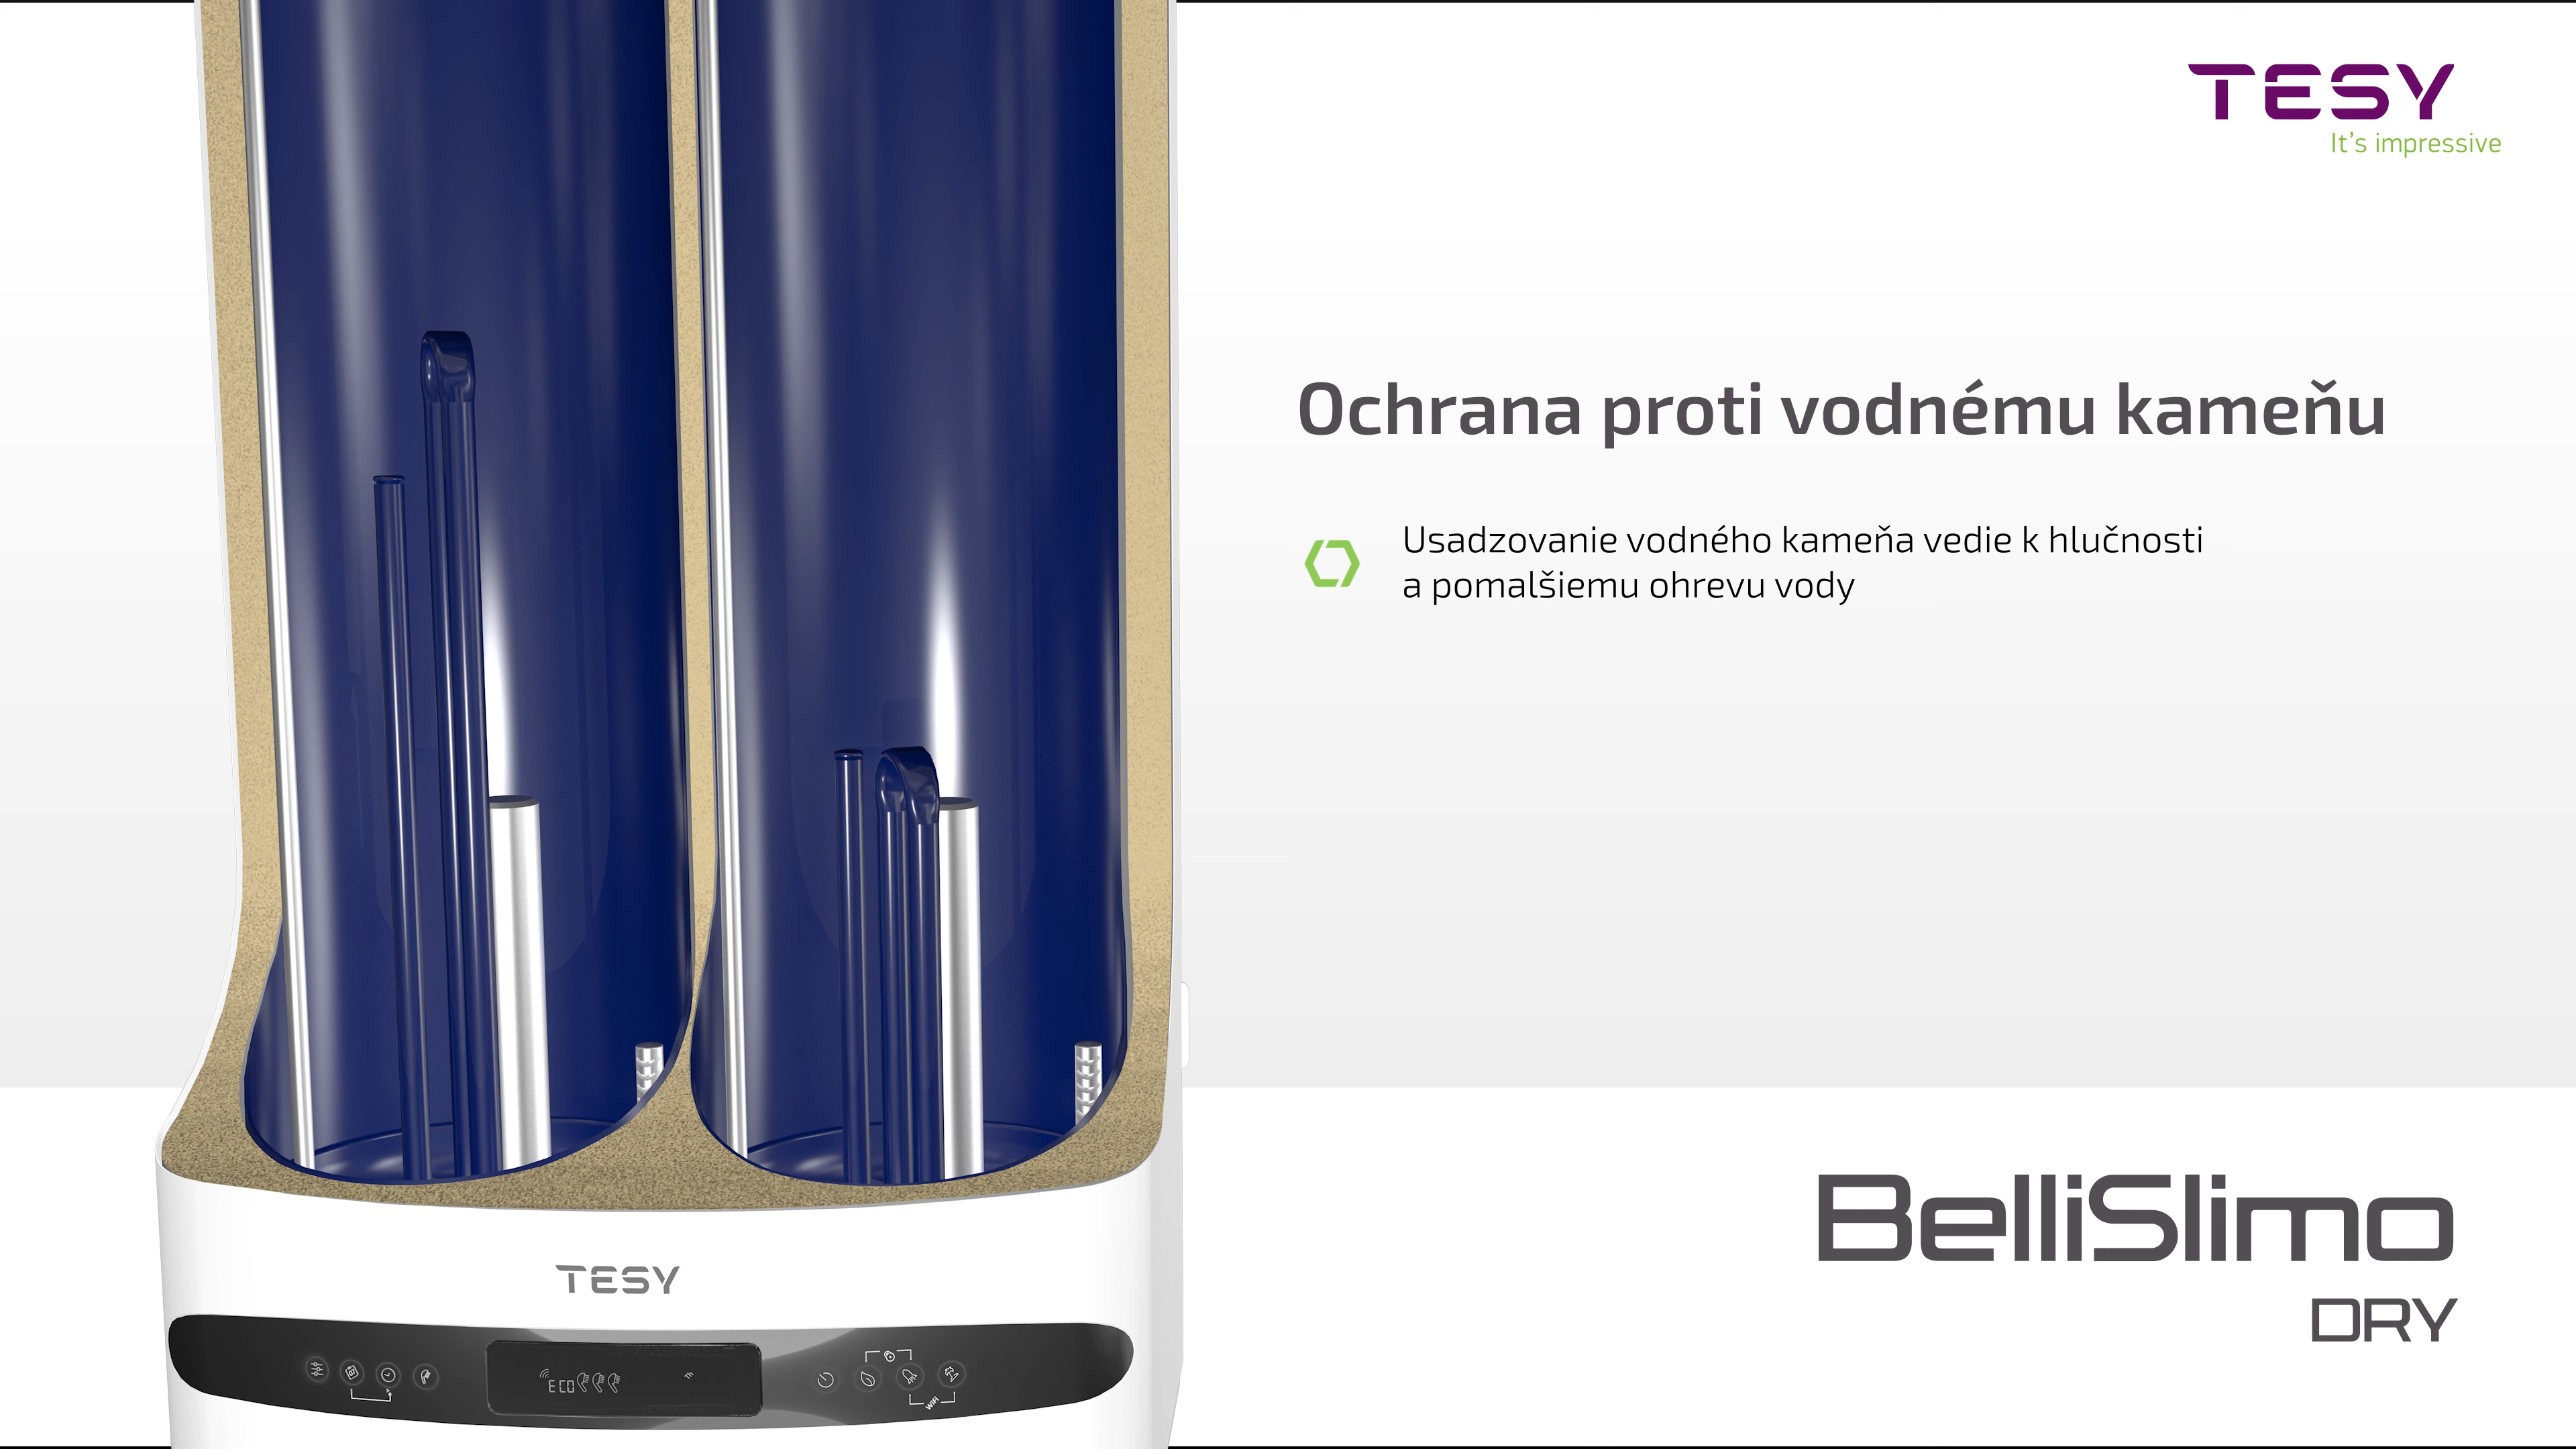 TESY
It's impressive
Ochrana proti vodnému kameňu
Usadzovanie vodného kameňa vedie k hlučnosti
a pomalšiemu ohrevu vody
BelliSlimo
DRY
TESY
ECO
WiFi